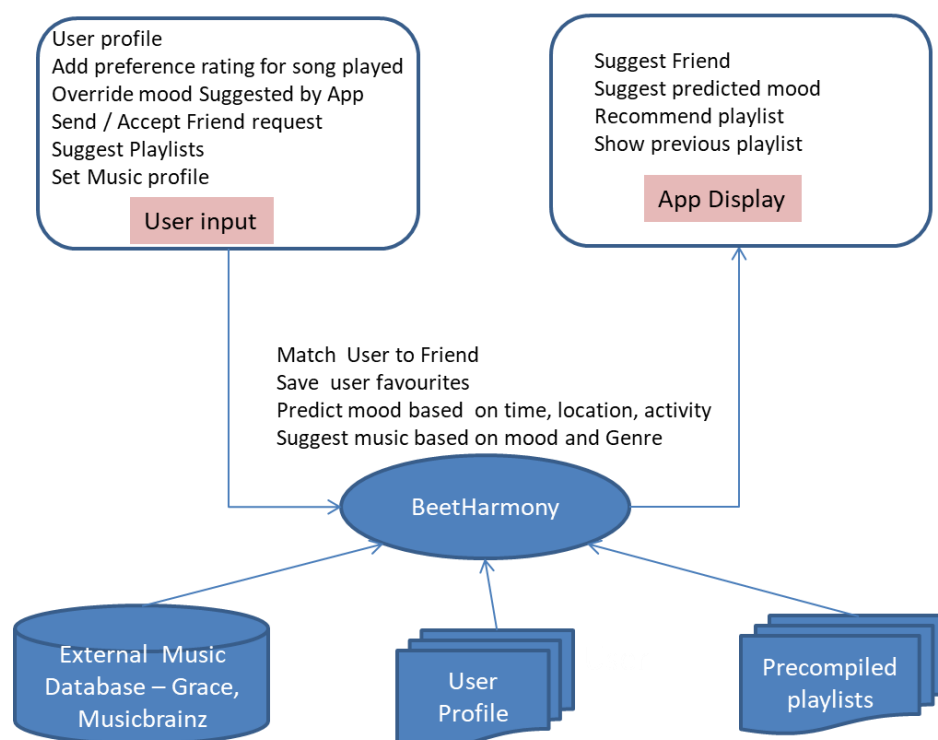 User profile
Add preference rating for song played
Override mood Suggested by App
Send / Accept Friend request
Suggest Playlists
Set Music profile
User input
Suggest Friend
Suggest predicted mood
Recommend playlist
Show previous playlist
App Display
Match User to Friend
Save user favourites
Predict mood based on time, location, activity
Suggest music based on mood and Genre
BeetHarmony
External Music
Database – Grace,
Musicbrainz
User
Profile
Precompiled
playlists